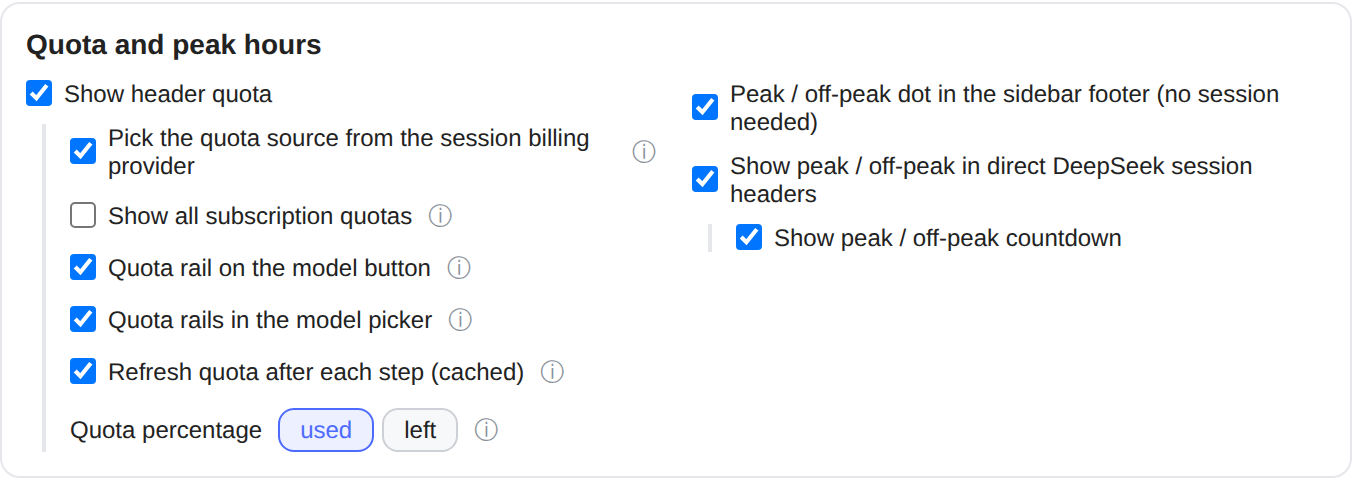 Quota and peak hours
Show header quota
Pick the quota source from the session billing
provider
Show all subscription quotas
Quota rail on the model button
Quota rails in the model picker
Refresh quota after each step (cached)
Quota percentage used left
Peak / off-peak dot in the sidebar footer (no session
needed)
Show peak / off-peak in direct DeepSeek session
headers
Show peak / off-peak countdown